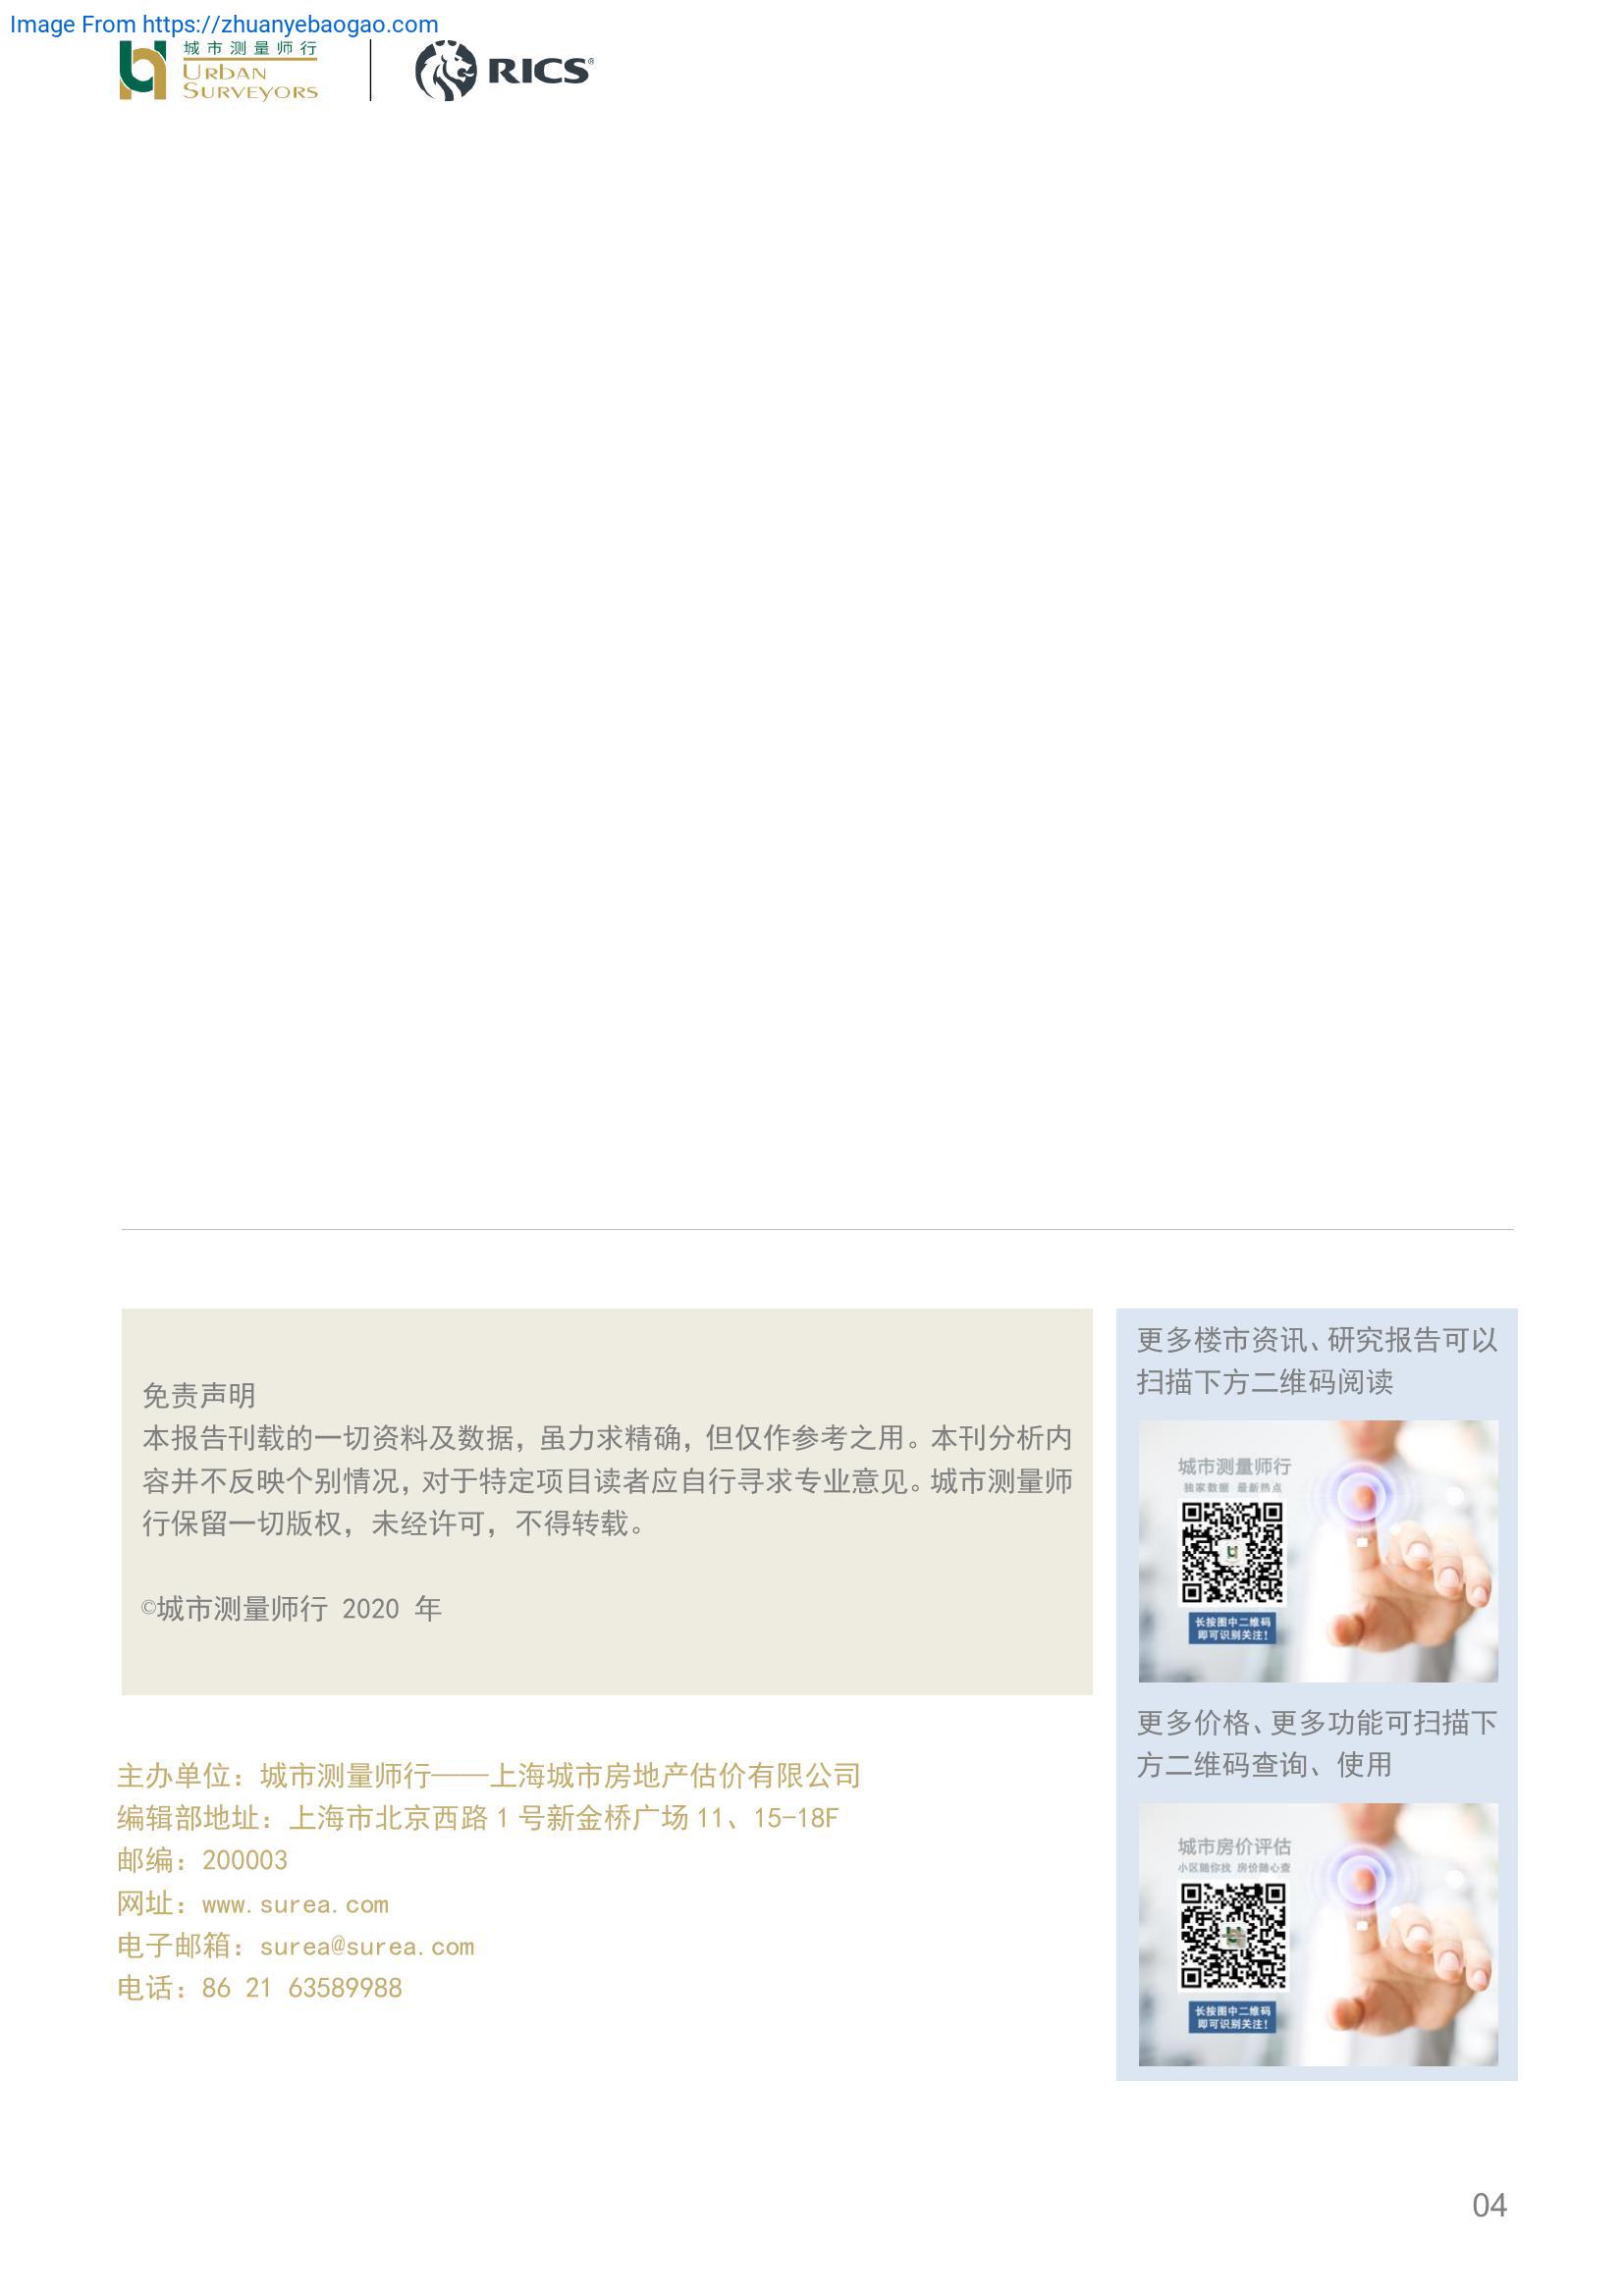 Image From https://zhuanyebaogao.com
城市测量师行
URBAN
SURVEYORS
RICS®
免责声明
本报告刊载的一切资料及数据，虽力求精确，但仅作参考之用。本刊分析内
容并不反映个别情况，对于特定项目读者应自行寻求专业意见。城市测量师
行保留一切版权，未经许可，不得转载。
©城市测量师行 2020 年
主办单位：城市测量师行——上海城市房地产估价有限公司
编辑部地址：上海市北京西路 1 号新金桥广场 11、15-18F
邮编：200003
网址：www.surea.com
电子邮箱：surea@surea.com
电话：86 21 63589988
更多楼市资讯、研究报告可以
扫描下方二维码阅读
城市测量师行
独家数据 最新热点
长按图中二维码
即可识别关注！
更多价格、更多功能可扫描下
方二维码查询、使用
城市房价评估
小区随你找 房价随心查
长按图中二维码
即可识别关注！
04